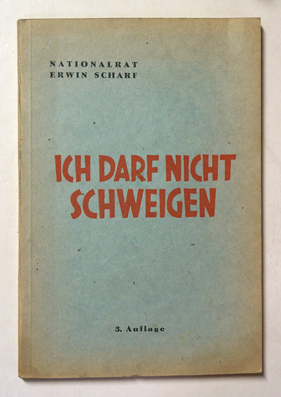 NATIONALRAT
ERWIN SCHARF
ICH DARF NICHT
SCHWEIGEN
3. Auflage